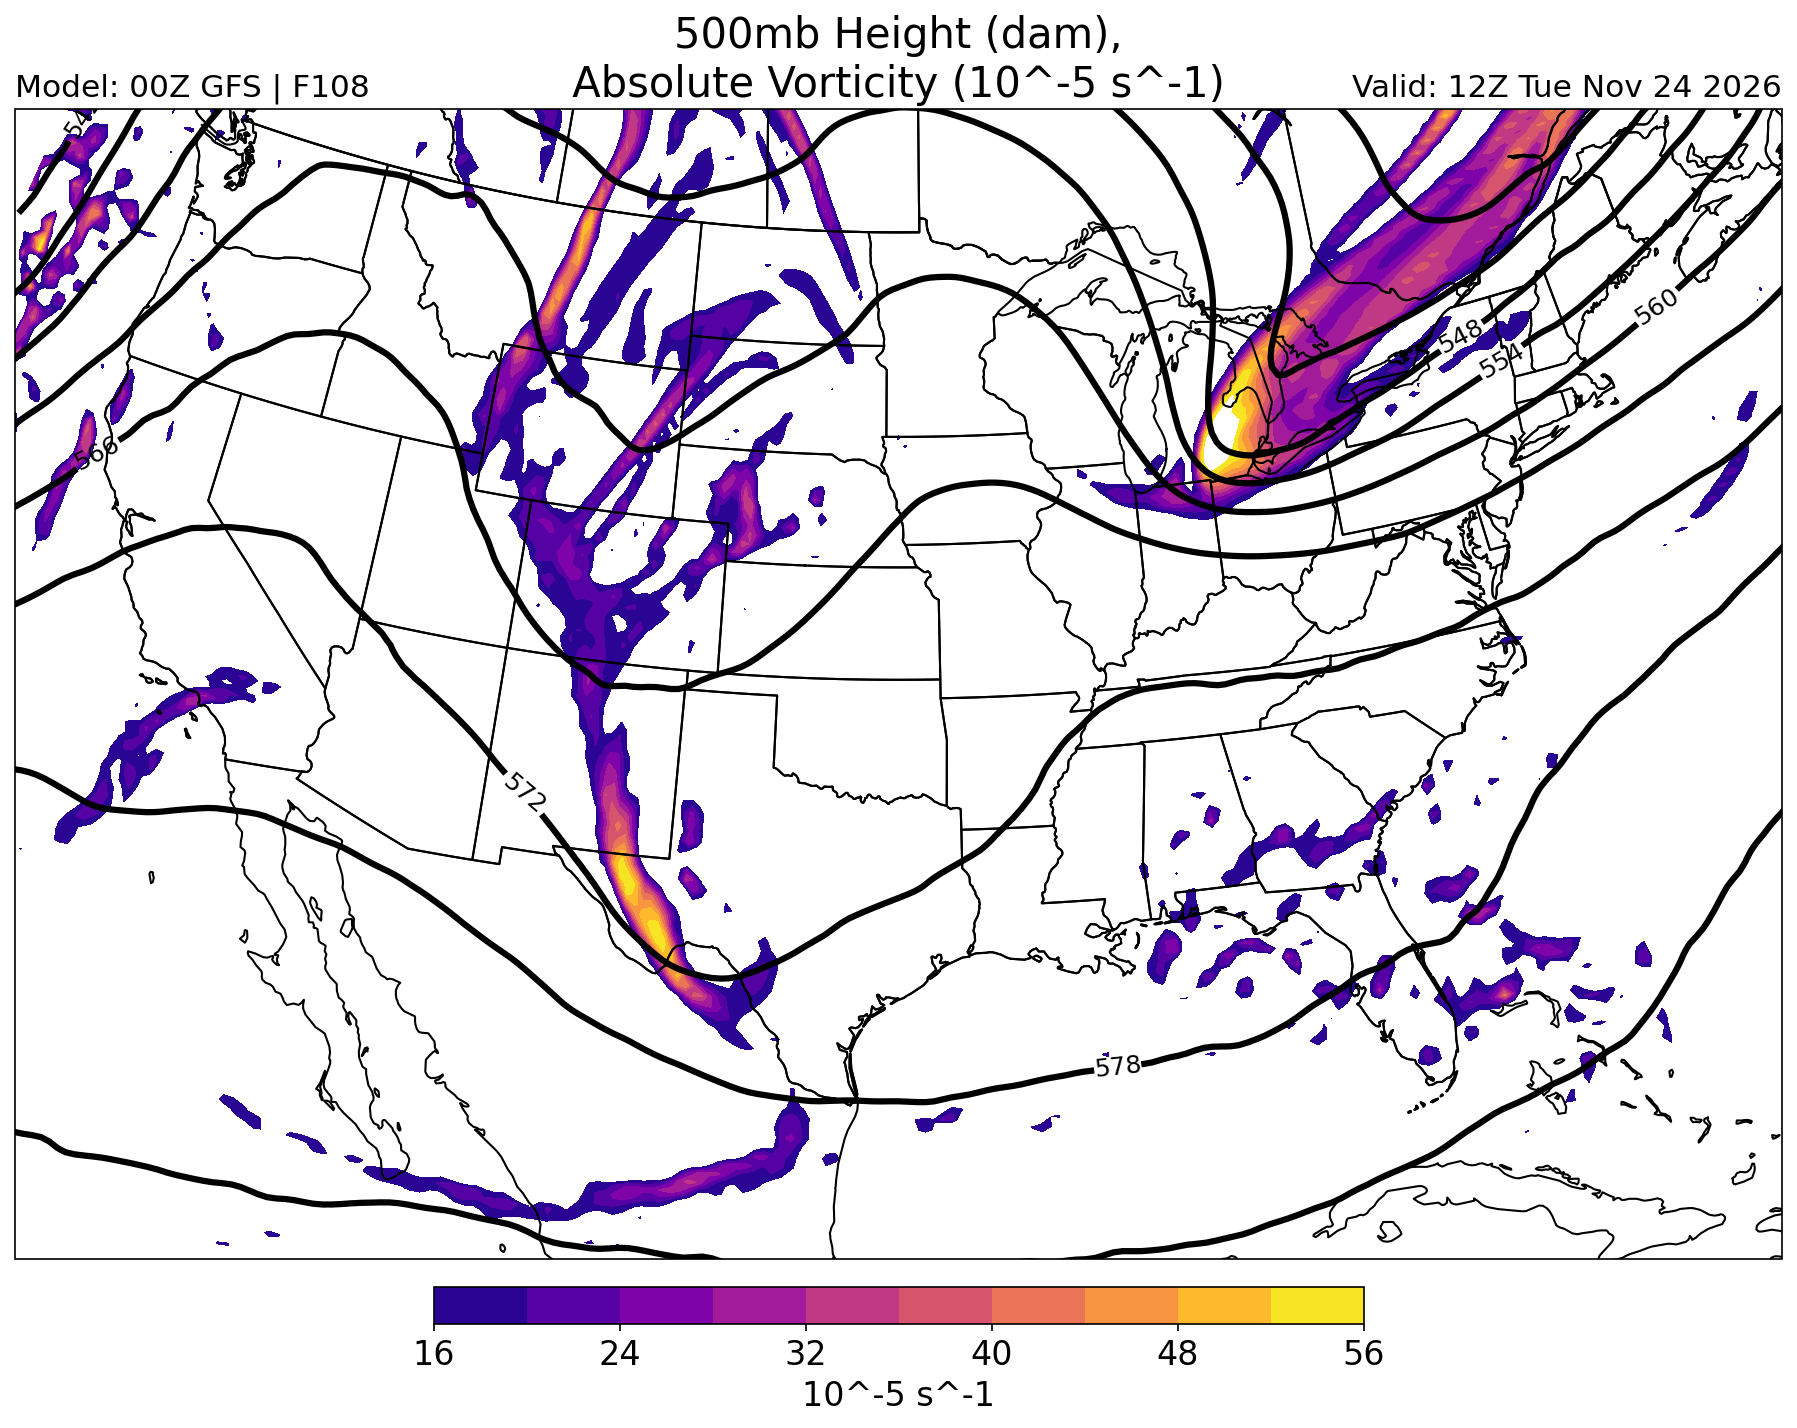 500mb Height (dam),
Model: 00Z GFS | F108
Absolute Vorticity (10^-5 s^-1)
Valid: 12Z Tue Nov 24 2026
560
548
554
566
572
578
16 24 32 40 48 56
10^-5 s^-1